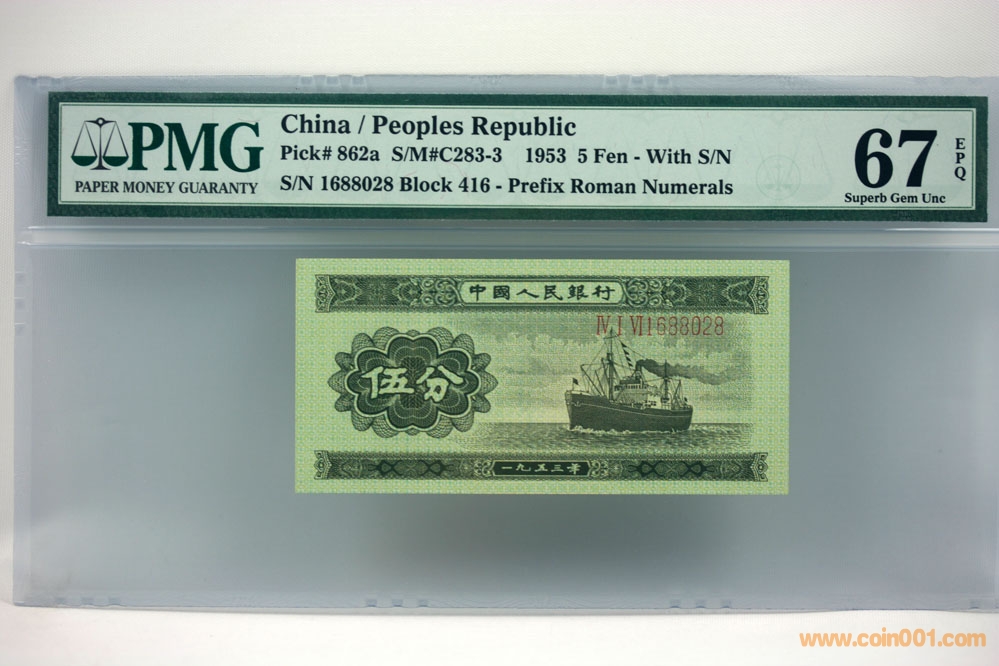 PMG
PAPER MONEY GUARANTY
China / Peoples Republic
Pick# 862a S/M#C283-3 1953 5 Fen - With S/N
S/N 1688028 Block 416 - Prefix Roman Numerals
67
EPQ
Superb Gem Unc
中國人民銀行
IV I VI 1688028
伍分
一九五三年
www.coin001.com